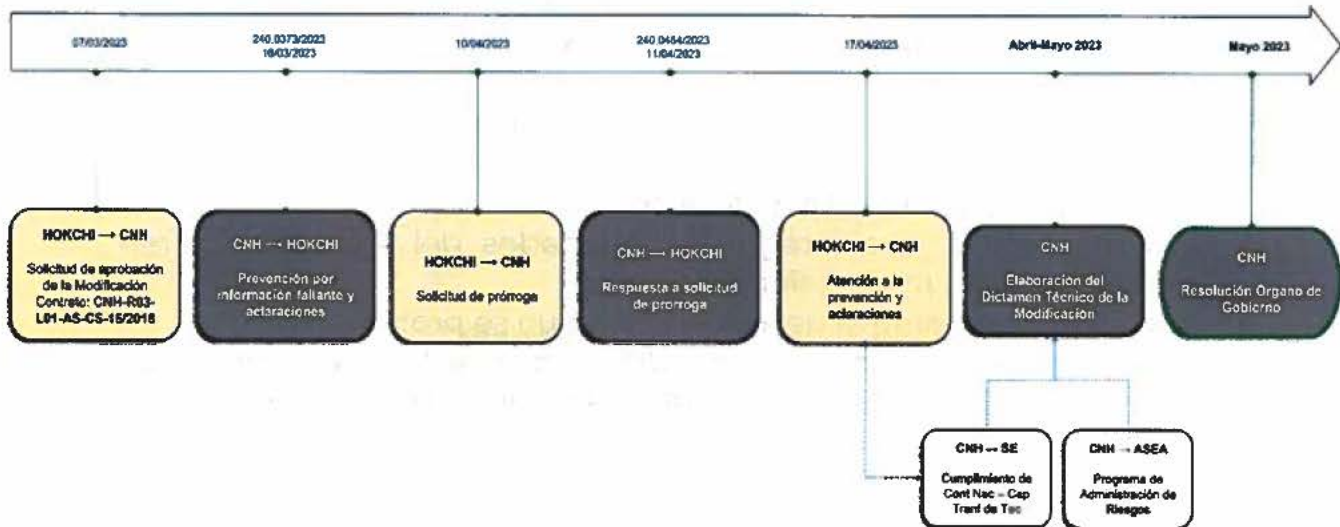 07/03/2023
240.0373/2023
16/03/2023
10/04/2023
240.0464/2023
11/04/2023
17/04/2023
Abril-Mayo 2023
Mayo 2023
HOKCHI → CNH
Solicitud de aprobación
de la Modificación
Contrato: CNH-R03-
L01-AS-CS-15/2018
CNH → HOKCHI
Prevención por
información faltante y
aclaraciones
HOKCHI → CNH
Solicitud de prórroga
CNH → HOKCHI
Respuesta a solicitud
de prorroga
HOKCHI → CNH
Atención a la
prevención y
aclaraciones
CNH
Elaboración del
Dictamen Técnico de la
Modificación
CNH
Resolución Organo de
Gobierno
CNH → SE
Cumplimiento de
Cont Nac – Cap
Tranf de Tec
CNH → ASEA
Programa de
Administración de
Riesgos